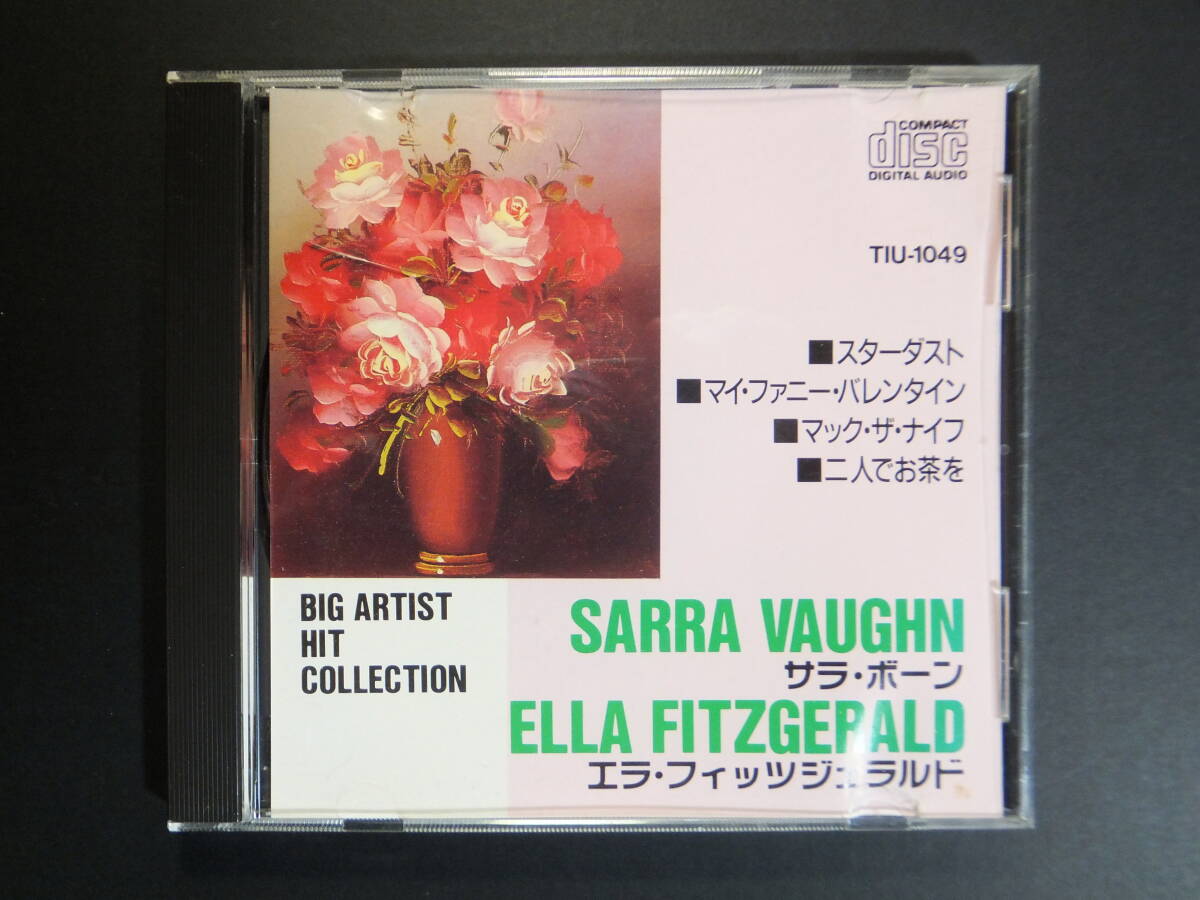 COMPACT
disc
DIGITAL AUDIO
TIU-1049
■スターダスト
■マイ・ファニー・バレンタイン
■マック・ザ・ナイフ
■二人でお茶を
BIG ARTIST
HIT
COLLECTION
SARRA VAUGHN
サラ・ボーン
ELLA FITZGERALD
エラ・フィッツジェラルド